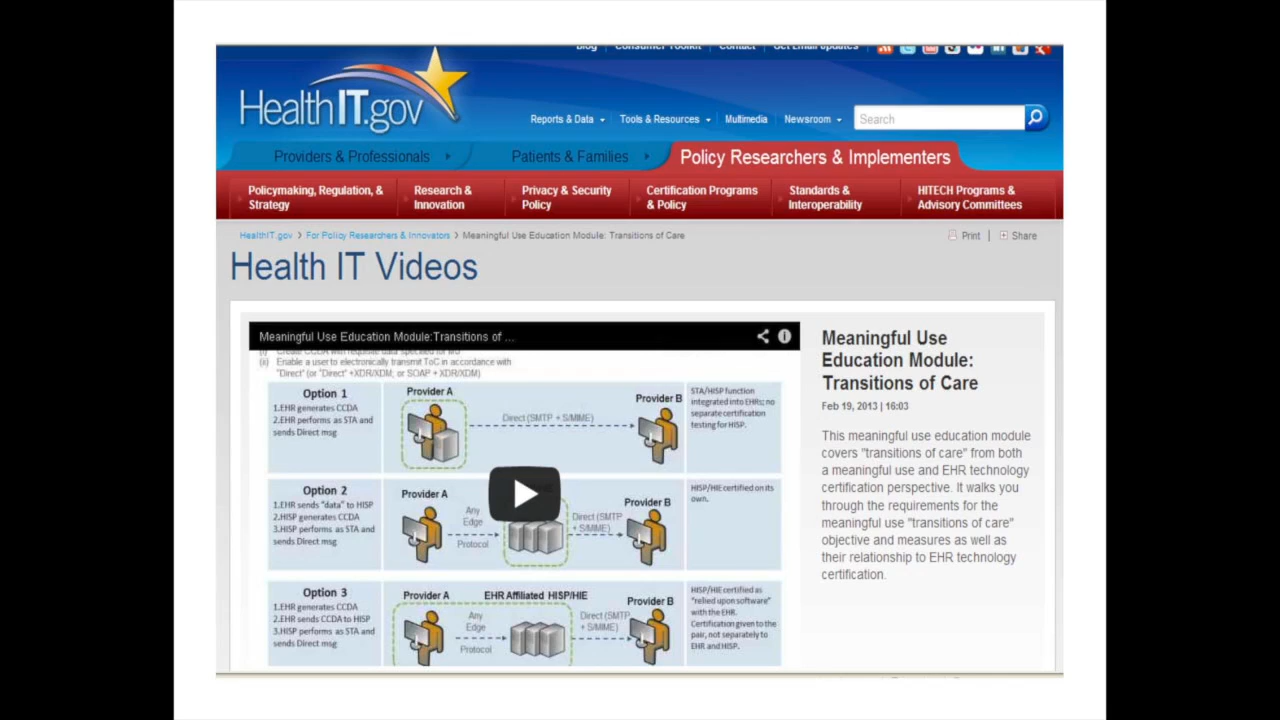 Blog | Consumer Toolkit | Contact | Get Email Updates
HealthIT.gov
Reports & Data Tools & Resources Multimedia Newsroom Search
Providers & Professionals Patients & Families Policy Researchers & Implementers
Policymaking, Regulation, &
Strategy
Research &
Innovation
Privacy & Security
Policy
Certification Programs
& Policy
Standards &
Interoperability
HITECH Programs &
Advisory Committees
HealthIT.gov > For Policy Researchers & Innovators > Meaningful Use Education Module: Transitions of Care
Print | Share
Health IT Videos
Meaningful Use Education Module:Transitions of ...
(ii) Enable a user to electronically transmit ToC in accordance with
"Direct" (or "Direct" +XDR/XDM; or SOAP + XDR/XDM)
Option 1
1.EHR generates CCDA
2.EHR performs as STA and
sends Direct msg
Provider A
Direct (SMTP + S/MIME)
Provider B
STA/HISP function
integrated into EHRs; no
separate certification
testing for HISP.
Option 2
1.EHR sends "data" to HISP
2.HISP generates CCDA
3.HISP performs as STA and
sends Direct msg
Provider A
Any
Edge
Protocol
Direct (SMTP
+ S/MIME)
Provider B
HISP/HIE certified on its
own.
Option 3
1.EHR generates CCDA
2.EHR sends CCDA to HISP
3.HISP performs as STA and
sends Direct msg
Provider A
Any
Edge
Protocol
EHR Affiliated HISP/HIE
Direct (SMTP
+ S/MIME)
Provider B
HISP/HIE certified as
"relied upon software"
with the EHR.
Certification given to the
pair, not separately to
EHR and HISP.
Meaningful Use
Education Module:
Transitions of Care
Feb 19, 2013 | 16:03
This meaningful use education module
covers "transitions of care" from both
a meaningful use and EHR technology
certification perspective. It walks you
through the requirements for the
meaningful use "transitions of care"
objective and measures as well as
their relationship to EHR technology
certification.